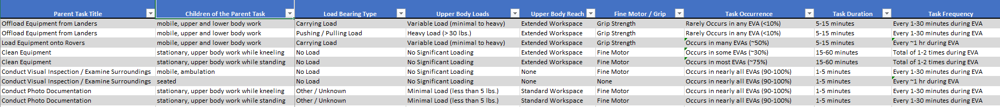 Parent Task Title Children of the Parent Task Load Bearing Type Upper Body Loads Upper Body Reach Fine Motor / Grip Task Occurrence Task Duration Task Frequency
Offload Equipment from Landers mobile, upper and lower body work Carrying Load Variable Load (minimal to heavy) Extended Workspace Grip Strength Rarely Occurs in any EVA (<10%) 5-15 minutes Every 1-30 minutes during EVA
Offload Equipment from Landers mobile, upper and lower body work Pushing / Pulling Load Heavy Load (> 30 lbs.) Extended Workspace Grip Strength Rarely Occurs in any EVA (<10%) 5-15 minutes Every 1-30 minutes during EVA
Load Equipment onto Rovers mobile, upper and lower body work Carrying Load Variable Load (minimal to heavy) Extended Workspace Grip Strength Occurs in many EVAs (~50%) 5-15 minutes Every ~1 hr during EVA
Clean Equipment stationary, upper body work while kneeling No Load No Significant Loading Extended Workspace Fine Motor Occurs in some EVAs (~30%) 15-60 minutes Total of 1-2 times during EVA
Clean Equipment stationary, upper body work while standing No Load No Significant Loading Extended Workspace Fine Motor Occurs in most EVAs (~75%) 15-60 minutes Total of 1-2 times during EVA
Conduct Visual Inspection / Examine Surroundings mobile, ambulation No Load No Significant Loading None Fine Motor Occurs in nearly all EVAs (90-100%) 1-5 minutes Every 1-30 minutes during EVA
Conduct Visual Inspection / Examine Surroundings seated No Load No Significant Loading None None Occurs in nearly all EVAs (90-100%) 1-5 minutes Every ~1 hr during EVA
Conduct Photo Documentation stationary, upper body work while kneeling Other / Unknown Minimal Load (less than 5 lbs.) Standard Workspace Fine Motor Occurs in nearly all EVAs (90-100%) 1-5 minutes Every 1-30 minutes during EVA
Conduct Photo Documentation stationary, upper body work while standing Other / Unknown Minimal Load (less than 5 lbs.) Standard Workspace Fine Motor Occurs in nearly all EVAs (90-100%) 1-5 minutes Every 1-30 minutes during EVA